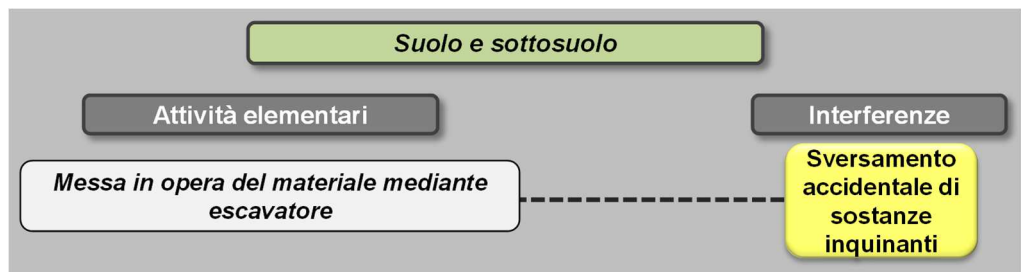 Suolo e sottosuolo
Attività elementari
Interferenze
Messa in opera del materiale mediante
escavatore
Sversamento
accidentale di
sostanze
inquinanti